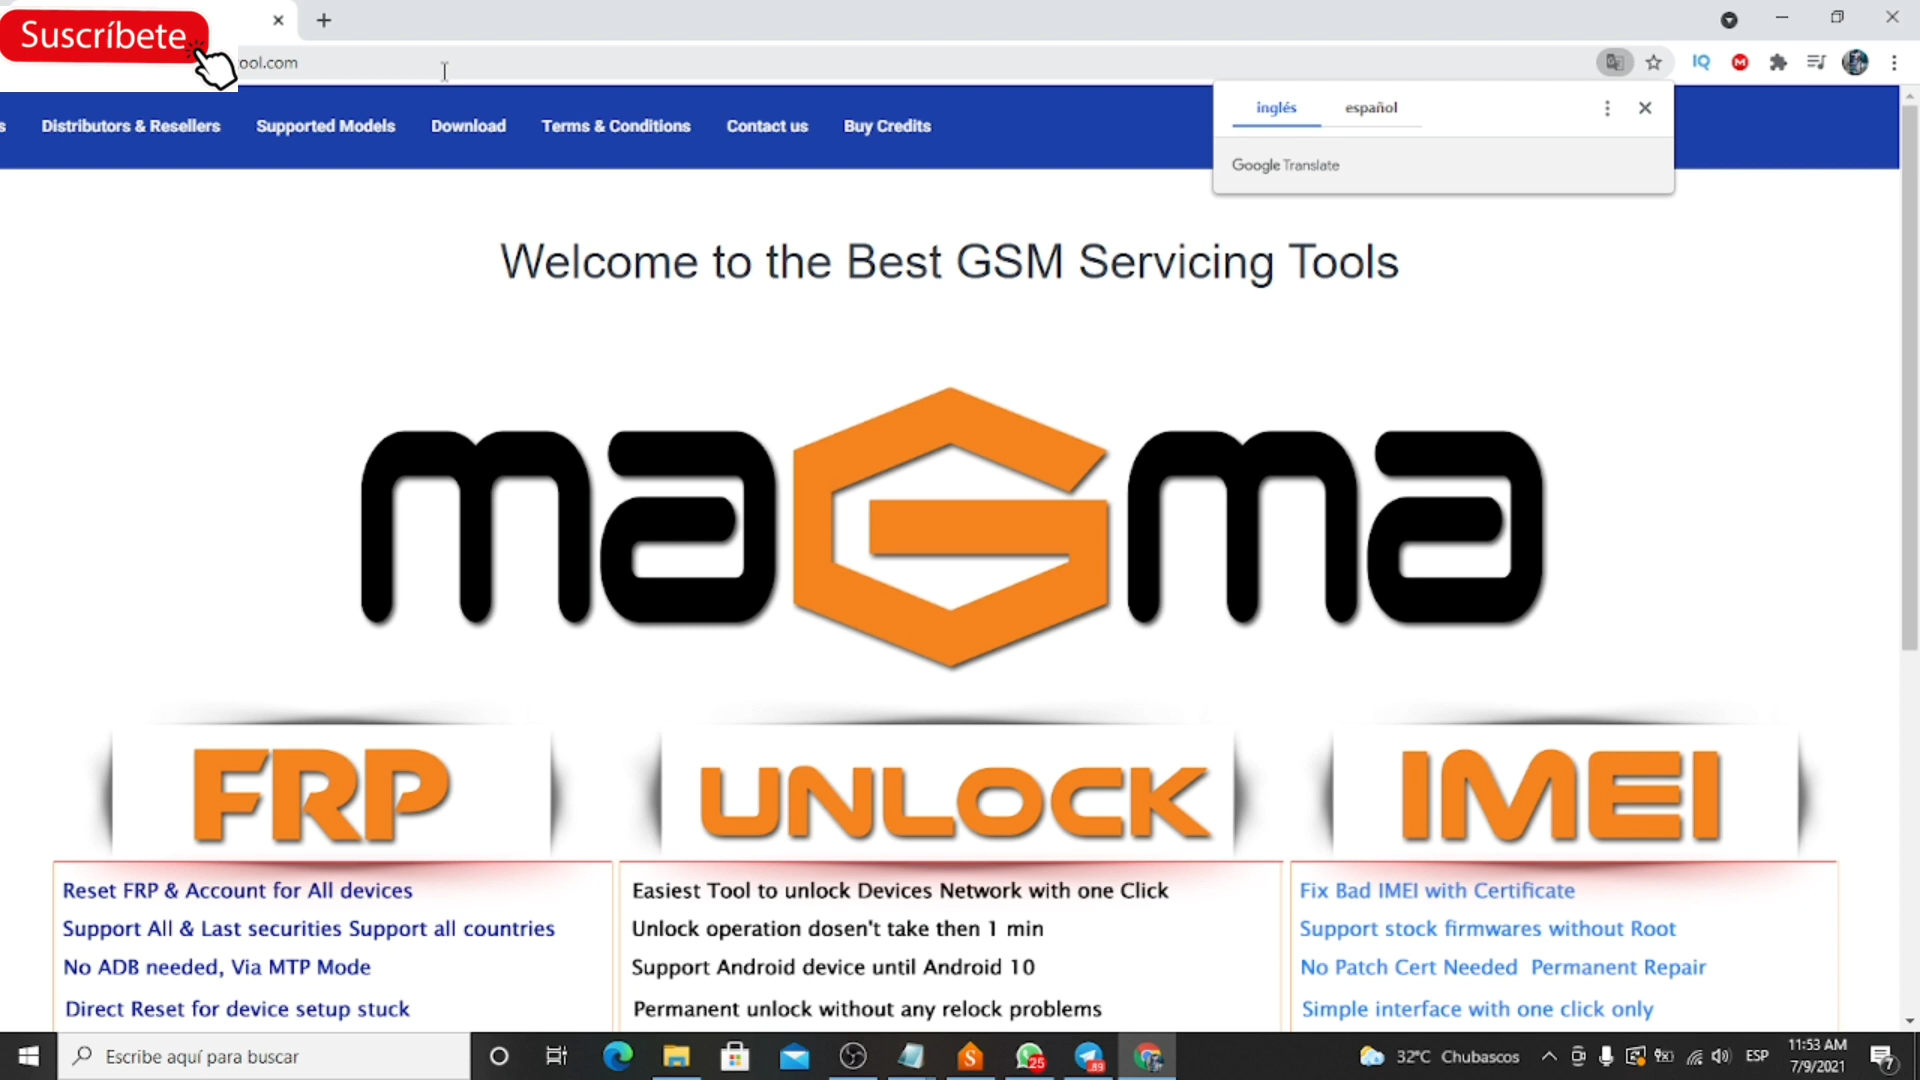 Suscríbete
ool.com
IQ
M
s
Distributors & Resellers
Supported Models
Download
Terms & Conditions
Contact us
Buy Credits
inglés
español
Google Translate
Welcome to the Best GSM Servicing Tools
maGma
FRP
UNLOCK
IMEI
Reset FRP & Account for All devices
Support All & Last securities Support all countries
No ADB needed, Via MTP Mode
Direct Reset for device setup stuck
Easiest Tool to unlock Devices Network with one Click
Unlock operation dosen't take then 1 min
Support Android device until Android 10
Permanent unlock without any relock problems
Fix Bad IMEI with Certificate
Support stock firmwares without Root
No Patch Cert Needed Permanent Repair
Simple interface with one click only
Escribe aquí para buscar
S
25
89
32°C Chubascos
ESP
11:53 AM
7/9/2021
7